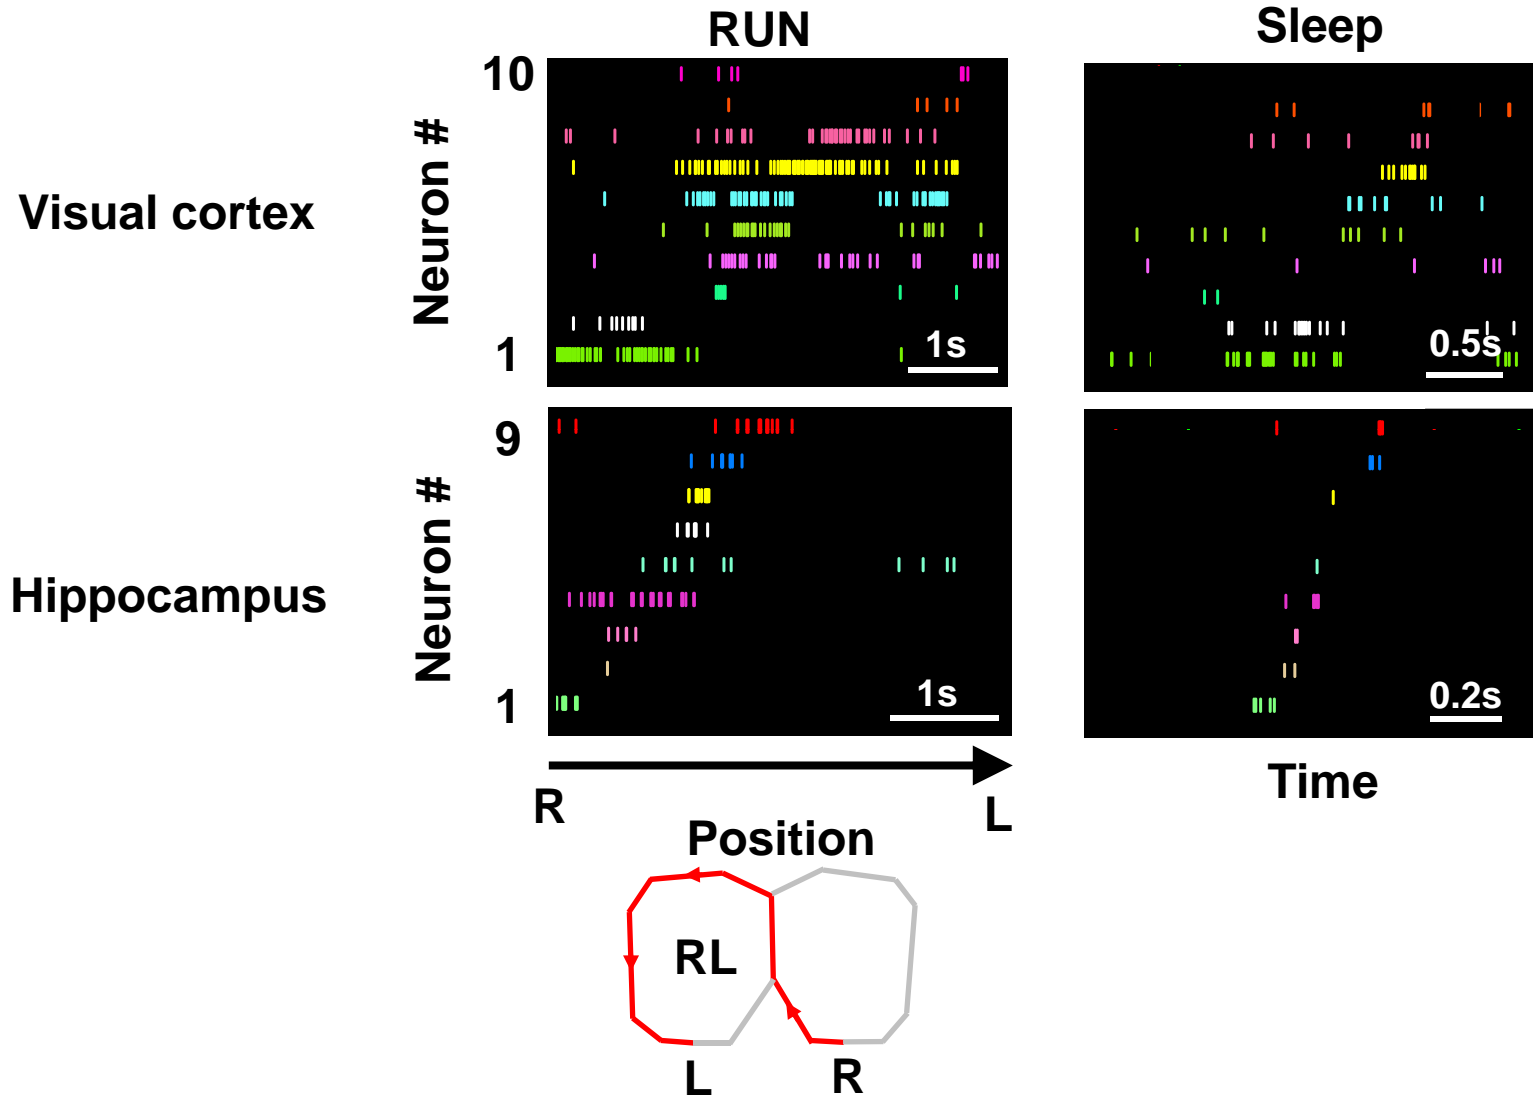 RUN
Sleep
10
Neuron #
Visual cortex
1
1s
0.5s
9
Neuron #
Hippocampus
1
1s
0.2s
R
L
Time
Position
RL
L
R